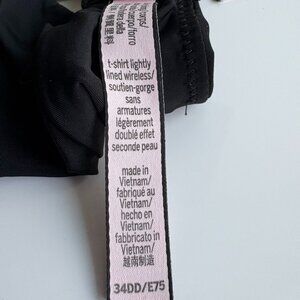 corps/
t-shirt lightly
lined wireless/
soutien-gorge
sans
armatures
légèrement
doublé effet
seconde peau
made in
Vietnam/
fabriqué au
Vietnam/
hecho en
Vietnam/
fabbricato in
Vietnam/
越南制造
34DD/E75